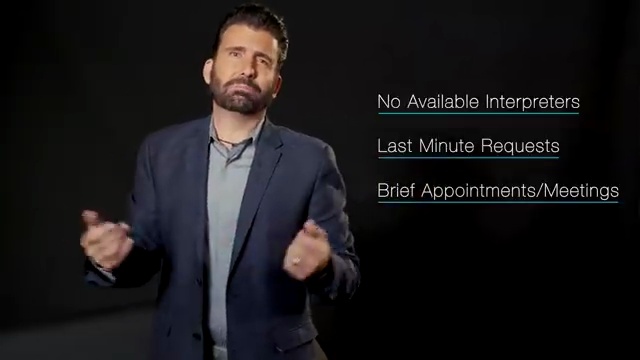 No Available Interpreters
Last Minute Requests
Brief Appointments/Meetings